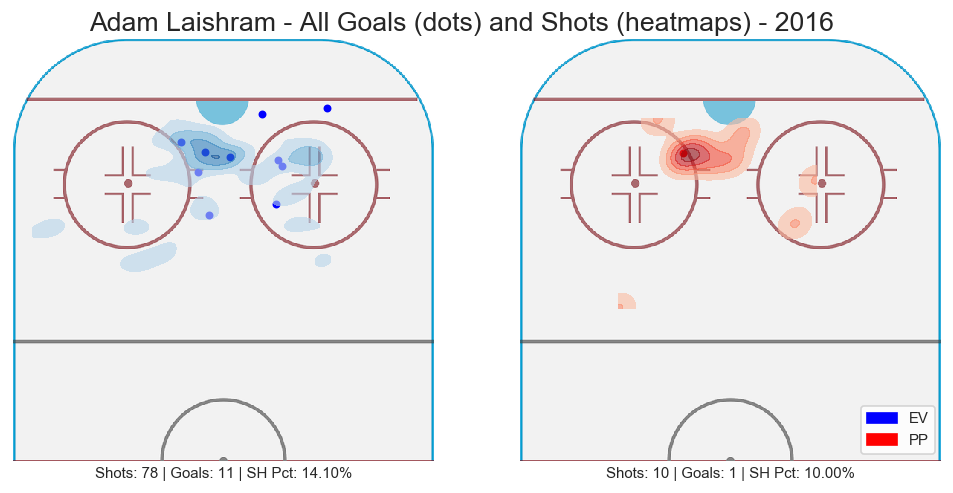 Adam Laishram - All Goals (dots) and Shots (heatmaps) - 2016
EV
PP
Shots: 78 | Goals: 11 | SH Pct: 14.10%
Shots: 10 | Goals: 1 | SH Pct: 10.00%